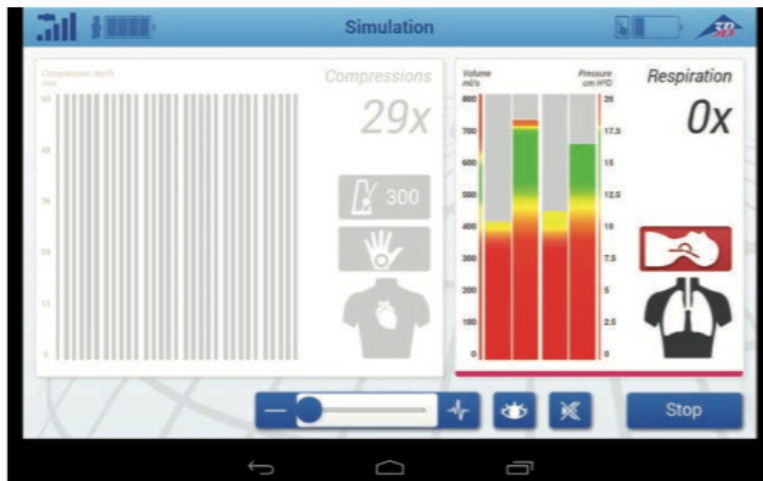 Simulation
3B
Compression depth
mm
Compressions
29x
60
48
36
24
12
0
300
Volume
ml/s
Pressure
cm H²O
Respiration
0x
800
700
600
500
400
300
200
100
0
20
17.5
15
12.5
10
7.5
5
2.5
0
Stop